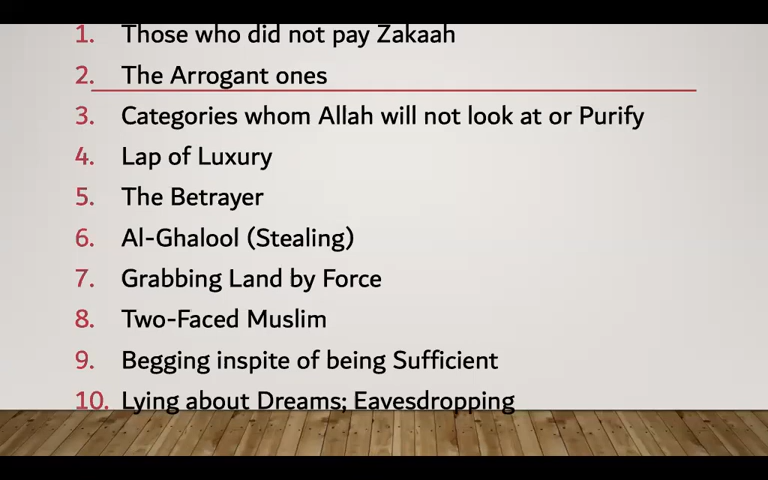 1. Those who did not pay Zakaah
2. The Arrogant ones
3. Categories whom Allah will not look at or Purify
4. Lap of Luxury
5. The Betrayer
6. Al-Ghalool (Stealing)
7. Grabbing Land by Force
8. Two-Faced Muslim
9. Begging inspite of being Sufficient
10. Lying about Dreams; Eavesdropping